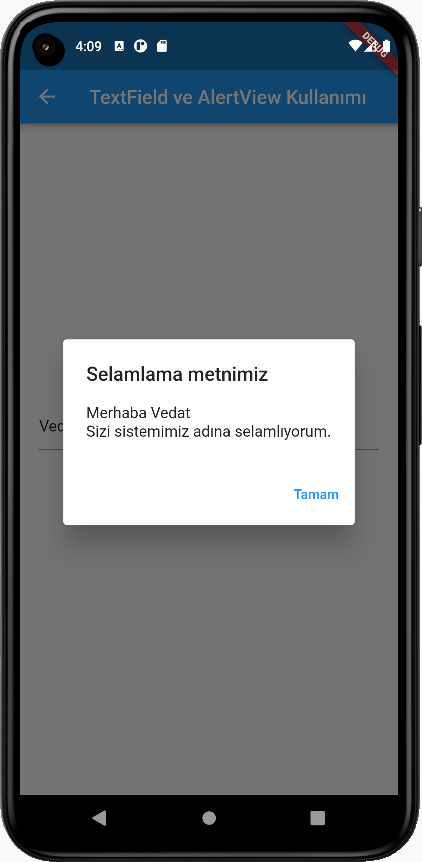 4:09
DEBUG
TextField ve AlertView Kullanımı
Selamlama metnimiz
Merhaba Vedat
Sizi sistemimiz adına selamlıyorum.
Ved
Tamam